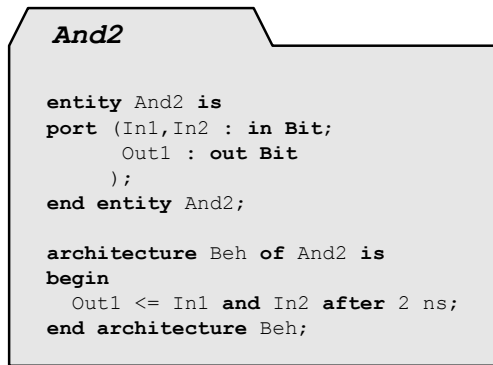 And2
entity And2 is
port (In1,In2 : in Bit;
Out1 : out Bit
);
end entity And2;
architecture Beh of And2 is
begin
Out1 <= In1 and In2 after 2 ns;
end architecture Beh;